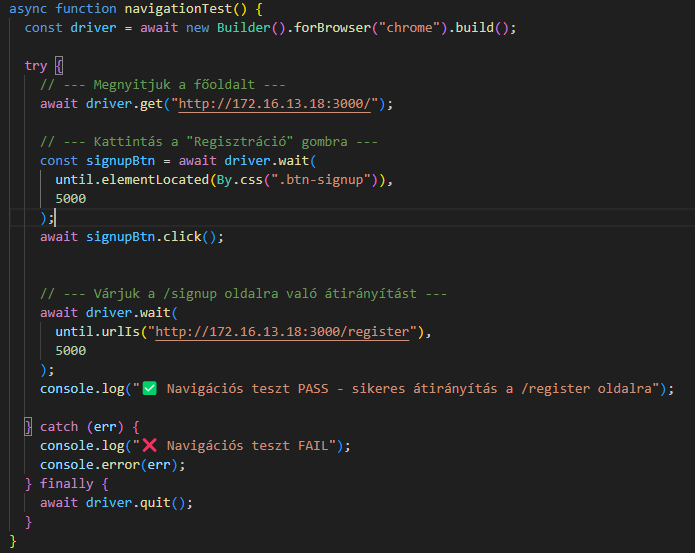 async function navigationTest() {
const driver = await new Builder().forBrowser("chrome").build();
try {
// --- Megnyitjuk a főoldalt ---
await driver.get("http://172.16.13.18:3000/");
// --- Kattintás a "Regisztráció" gombra ---
const signupBtn = await driver.wait(
until.elementLocated(By.css(".btn-signup")),
5000
);
await signupBtn.click();
// --- Várjuk a /signup oldalra való átirányítást ---
await driver.wait(
until.urlIs("http://172.16.13.18:3000/register"),
5000
);
console.log("✅ Navigációs teszt PASS - sikeres átirányítás a /register oldalra");
} catch (err) {
console.log("❌ Navigációs teszt FAIL");
console.error(err);
} finally {
await driver.quit();
}
}